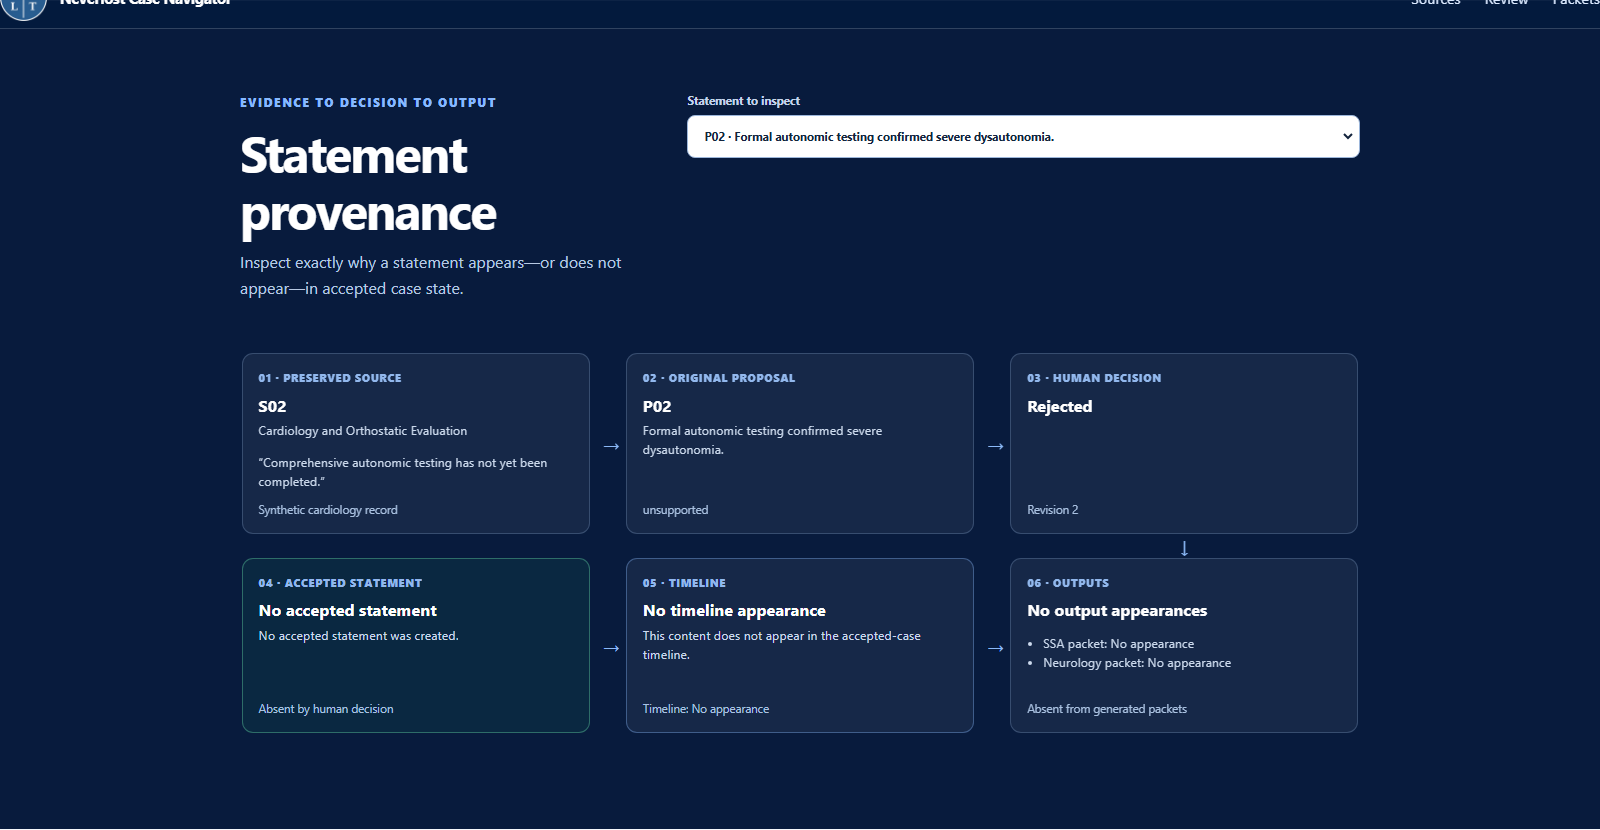 L T
Neverlost Case Navigator
Sources Review Packets
EVIDENCE TO DECISION TO OUTPUT
Statement
provenance
Inspect exactly why a statement appears—or does not
appear—in accepted case state.
Statement to inspect
P02 · Formal autonomic testing confirmed severe dysautonomia.
01 · PRESERVED SOURCE
S02
Cardiology and Orthostatic Evaluation
“Comprehensive autonomic testing has not yet been
completed.”
Synthetic cardiology record
→
02 · ORIGINAL PROPOSAL
P02
Formal autonomic testing confirmed severe
dysautonomia.
unsupported
→
03 · HUMAN DECISION
Rejected
Revision 2
↓
04 · ACCEPTED STATEMENT
No accepted statement
No accepted statement was created.
Absent by human decision
→
05 · TIMELINE
No timeline appearance
This content does not appear in the accepted-case
timeline.
Timeline: No appearance
→
06 · OUTPUTS
No output appearances
• SSA packet: No appearance
• Neurology packet: No appearance
Absent from generated packets